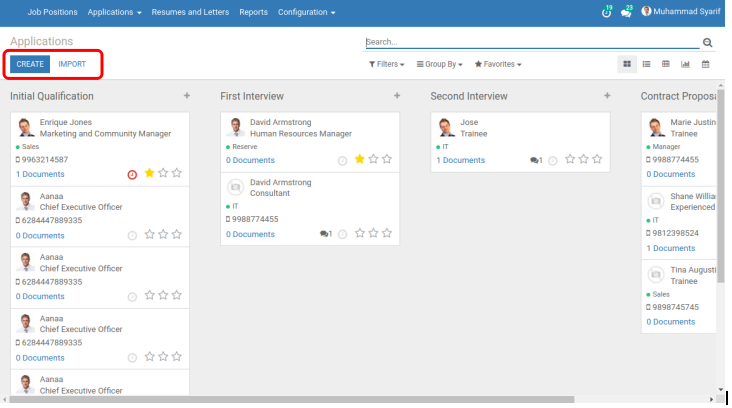 Job Positions Applications Resumes and Letters Reports Configuration 19 23 Muhammad Syarif
Applications
Search...
CREATE IMPORT
Filters Group By Favorites
Initial Qualification +
Enrique Jones
Marketing and Community Manager
Sales
9963214587
1 Documents
Aanaa
Chief Executive Officer
6284447889335
0 Documents
Aanaa
Chief Executive Officer
6284447889335
0 Documents
Aanaa
Chief Executive Officer
6284447889335
0 Documents
Aanaa
Chief Executive Officer
First Interview +
David Armstrong
Human Resources Manager
Reserve
0 Documents
David Armstrong
Consultant
IT
9988774455
0 Documents 1
Second Interview +
Jose
Trainee
IT
1 Documents 1
Contract Proposa
Marie Justin
Trainee
Manager
9988774455
0 Documents
Shane Willia
Experienced
IT
9812398524
1 Documents
Tina Augusti
Trainee
Sales
9898745745
0 Documents